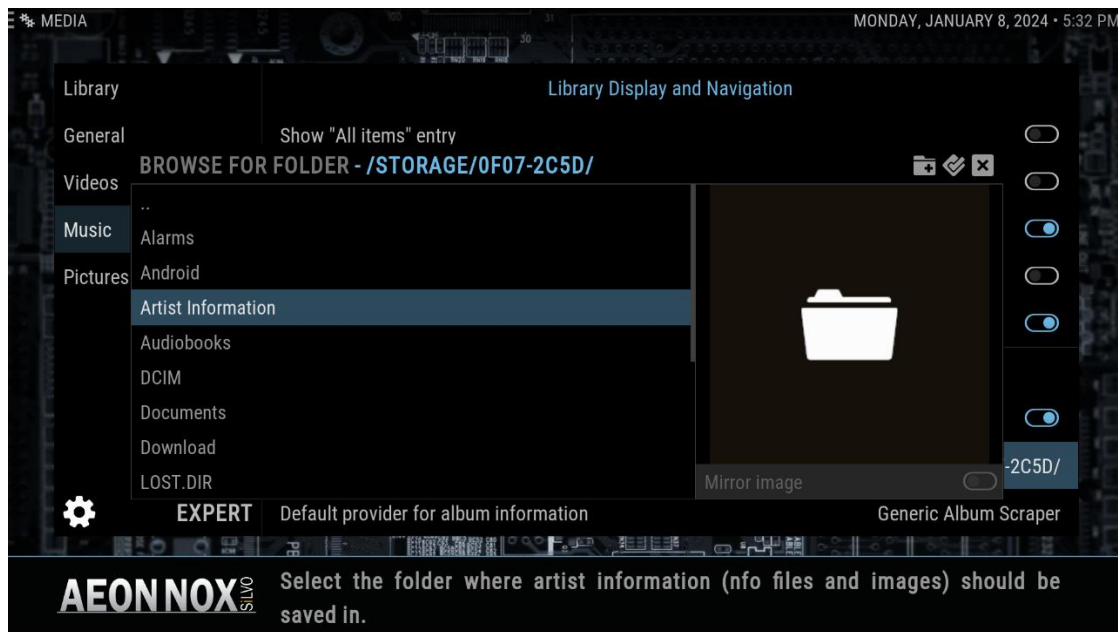 MEDIA
MONDAY, JANUARY 8, 2024 • 5:32 PM
Library
Library Display and Navigation
General
Show "All items" entry
BROWSE FOR FOLDER - /STORAGE/0F07-2C5D/
Videos
..
Music
Alarms
Pictures
Android
Artist Information
Audiobooks
DCIM
Documents
Download
-2C5D/
LOST.DIR
Mirror image
EXPERT
Default provider for album information
Generic Album Scraper
AEON NOX SiLVO
Select the folder where artist information (nfo files and images) should be
saved in.